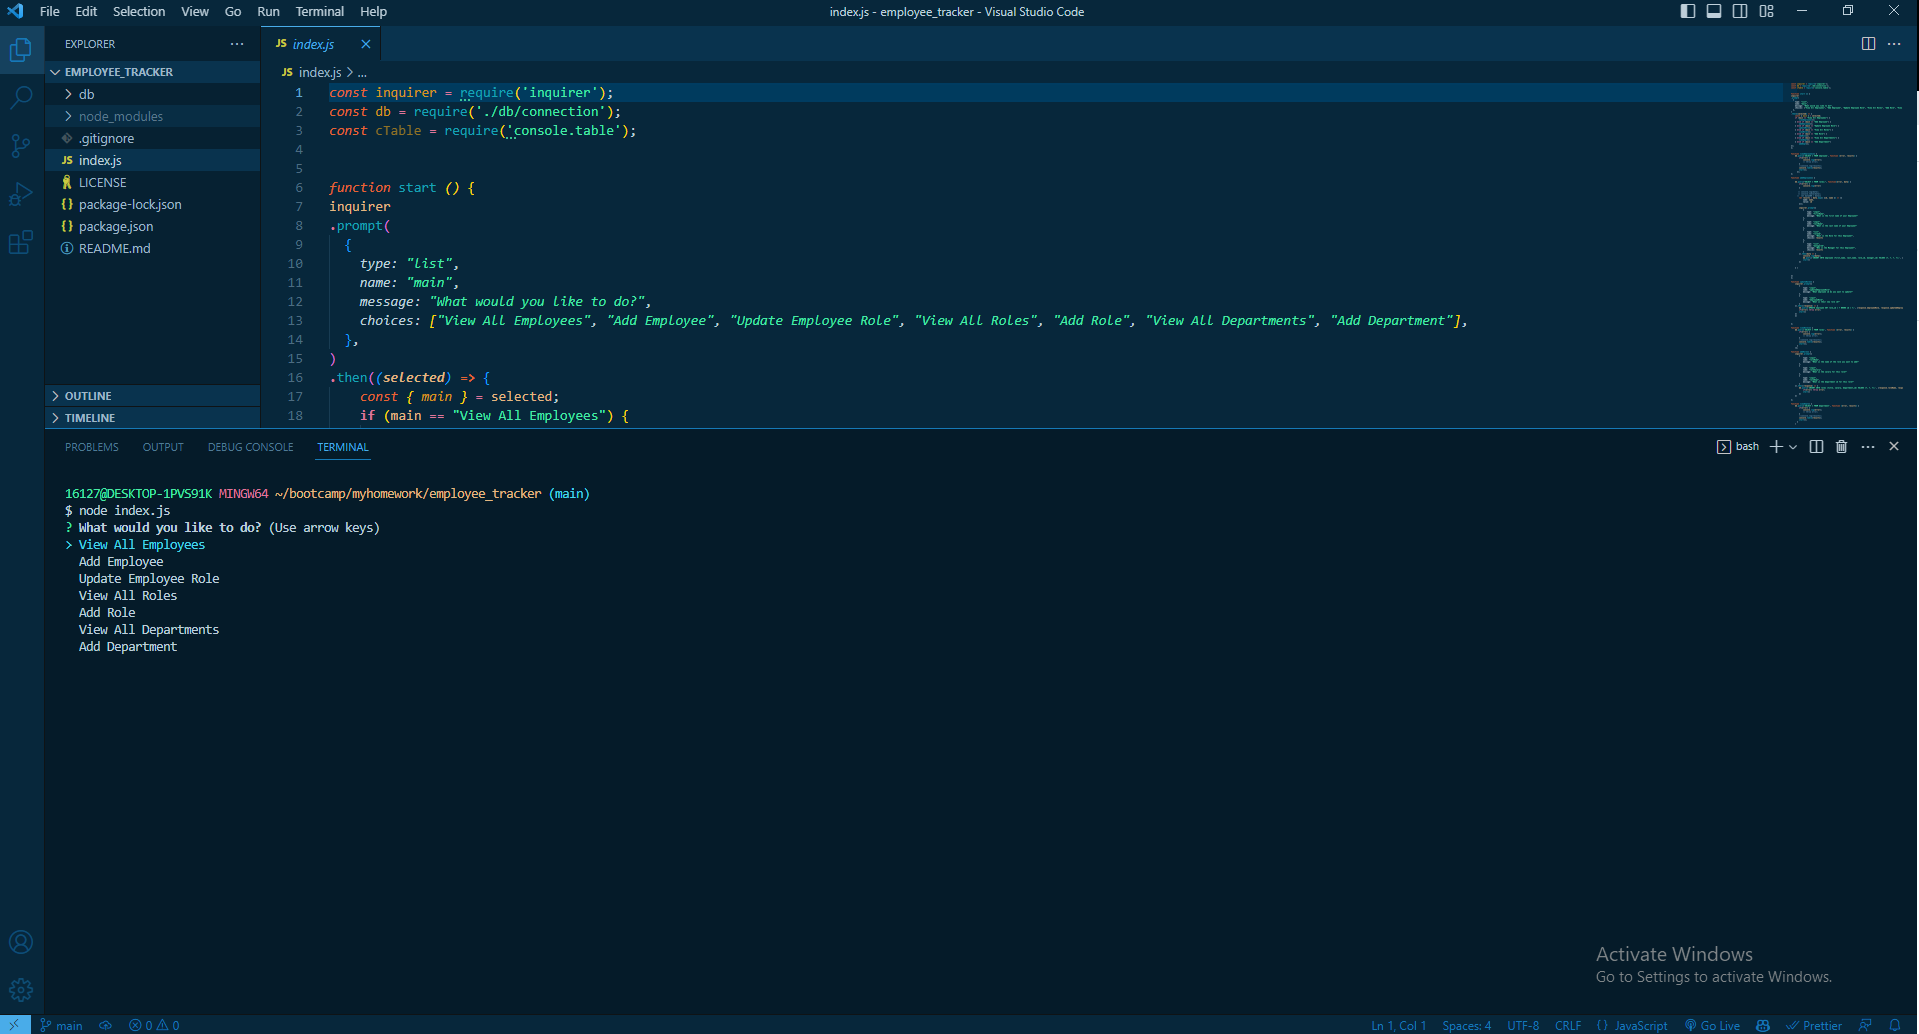 File Edit Selection View Go Run Terminal Help
index.js - employee_tracker - Visual Studio Code
EXPLORER
EMPLOYEE_TRACKER
db
node_modules
.gitignore
JS index.js
LICENSE
{} package-lock.json
{} package.json
README.md
OUTLINE
TIMELINE
JS index.js
JS index.js > ...
1 const inquirer = require('inquirer');
2 const db = require('./db/connection');
3 const cTable = require('console.table');
4
5
6 function start () {
7 inquirer
8 .prompt(
9 {
10 type: "list",
11 name: "main",
12 message: "What would you like to do?",
13 choices: ["View All Employees", "Add Employee", "Update Employee Role", "View All Roles", "Add Role", "View All Departments", "Add Department"],
14 },
15 )
16 .then((selected) => {
17 const { main } = selected;
18 if (main == "View All Employees") {
PROBLEMS OUTPUT DEBUG CONSOLE TERMINAL
bash
16127@DESKTOP-1PVS91K MINGW64 ~/bootcamp/myhomework/employee_tracker (main)
$ node index.js
? What would you like to do? (Use arrow keys)
> View All Employees
Add Employee
Update Employee Role
View All Roles
Add Role
View All Departments
Add Department
Activate Windows
Go to Settings to activate Windows.
main 0 0
Ln 1, Col 1 Spaces: 4 UTF-8 CRLF {} JavaScript Go Live Prettier